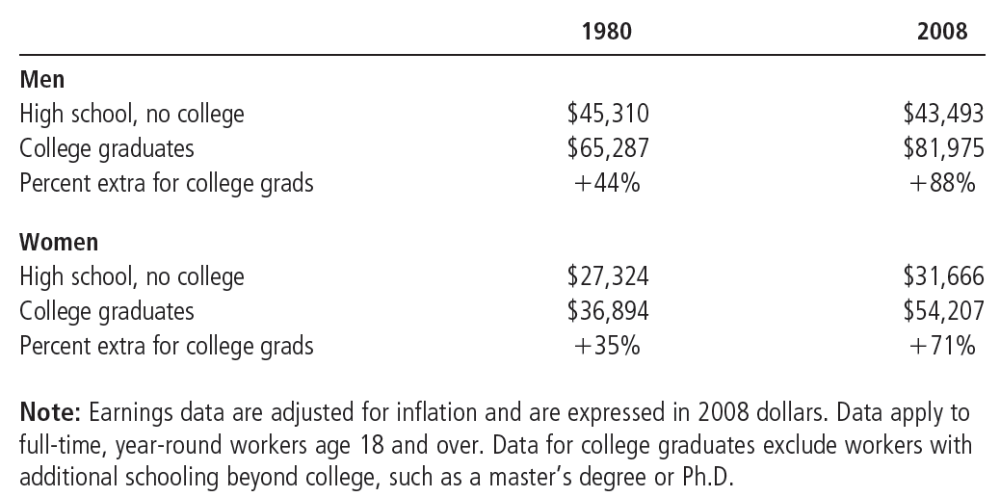 1980 2008
Men
High school, no college $45,310 $43,493
College graduates $65,287 $81,975
Percent extra for college grads +44% +88%
Women
High school, no college $27,324 $31,666
College graduates $36,894 $54,207
Percent extra for college grads +35% +71%
Note: Earnings data are adjusted for inflation and are expressed in 2008 dollars. Data apply to
full-time, year-round workers age 18 and over. Data for college graduates exclude workers with
additional schooling beyond college, such as a master’s degree or Ph.D.